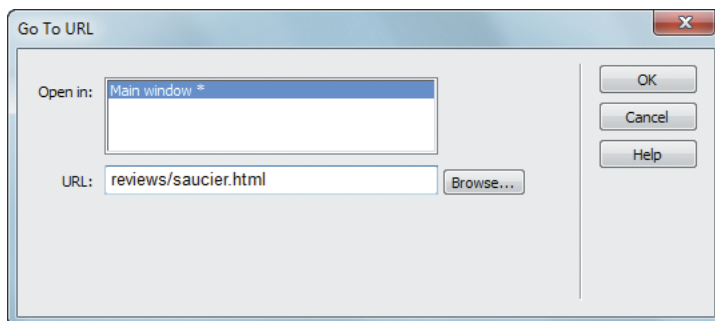 Go To URL
Open in:
Main window *
URL:
reviews/saucier.html
Browse...
OK
Cancel
Help